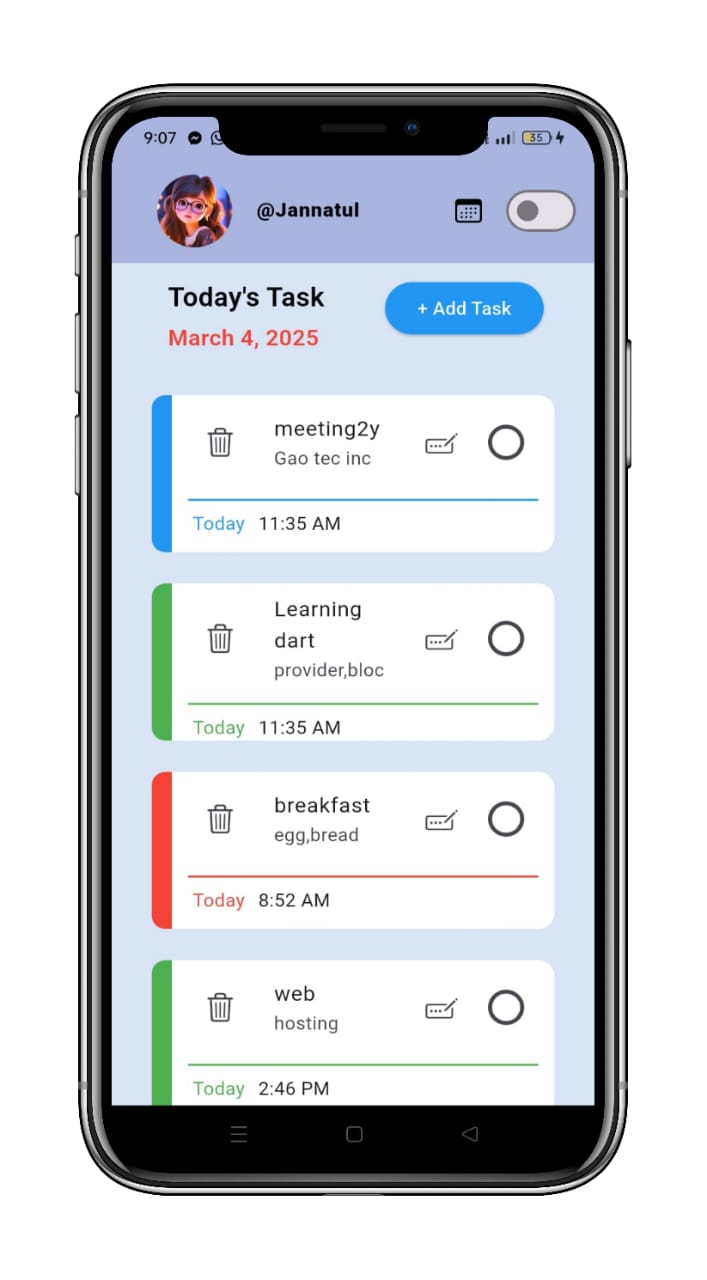 9:07
35
@Jannatul
Today's Task
+ Add Task
March 4, 2025
meeting2y
Gao tec inc
Today 11:35 AM
Learning
dart
provider,bloc
Today 11:35 AM
breakfast
egg,bread
Today 8:52 AM
web
hosting
Today 2:46 PM